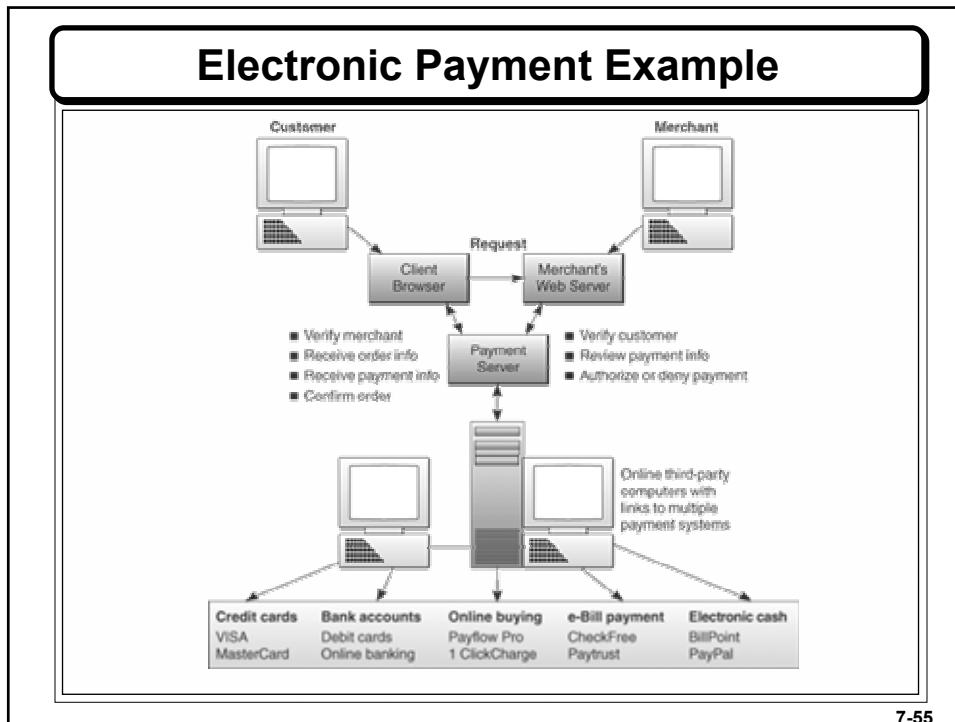 Electronic Payment Example
Customer
Merchant
Request
Client
Browser
Merchant's
Web Server
■ Verify merchant
■ Receive order info
■ Receive payment info
■ Confirm order
Payment
Server
■ Verify customer
■ Review payment info
■ Authorize or deny payment
Online third-party
computers with
links to multiple
payment systems
Credit cards
VISA
MasterCard
Bank accounts
Debit cards
Online banking
Online buying
Payflow Pro
1 ClickCharge
e-Bill payment
CheckFree
Paytrust
Electronic cash
BillPoint
PayPal
7-55